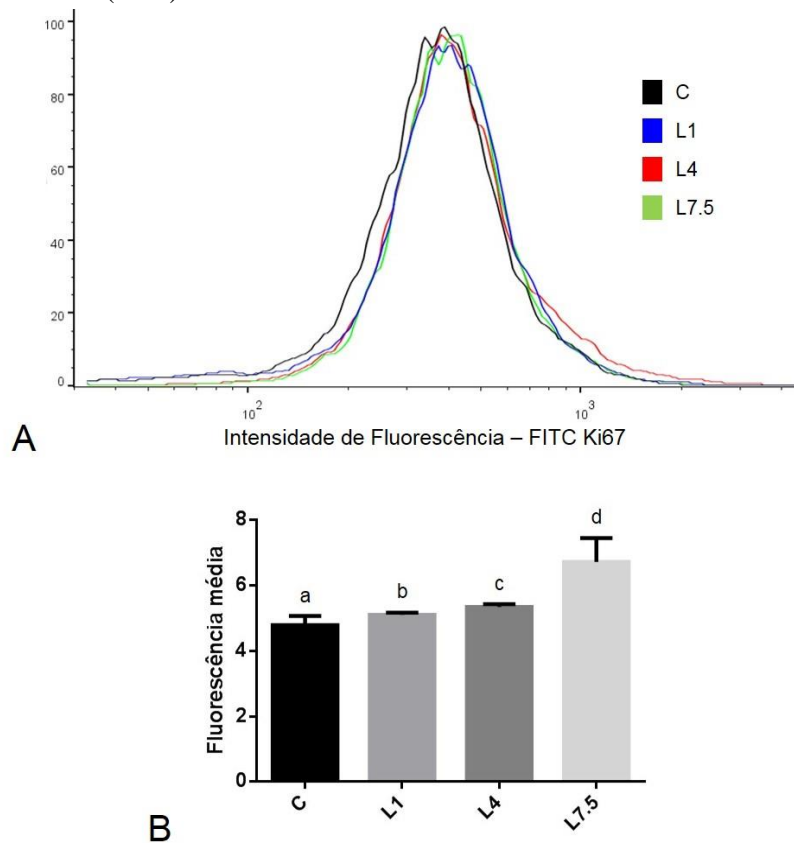 100
80
60
40
20
0
C
L1
L4
L7.5
10²
10³
Intensidade de Fluorescência – FITC Ki67
A
Fluorescência média
8
6
4
2
0
a
b
c
d
C
L1
L4
L7.5
B